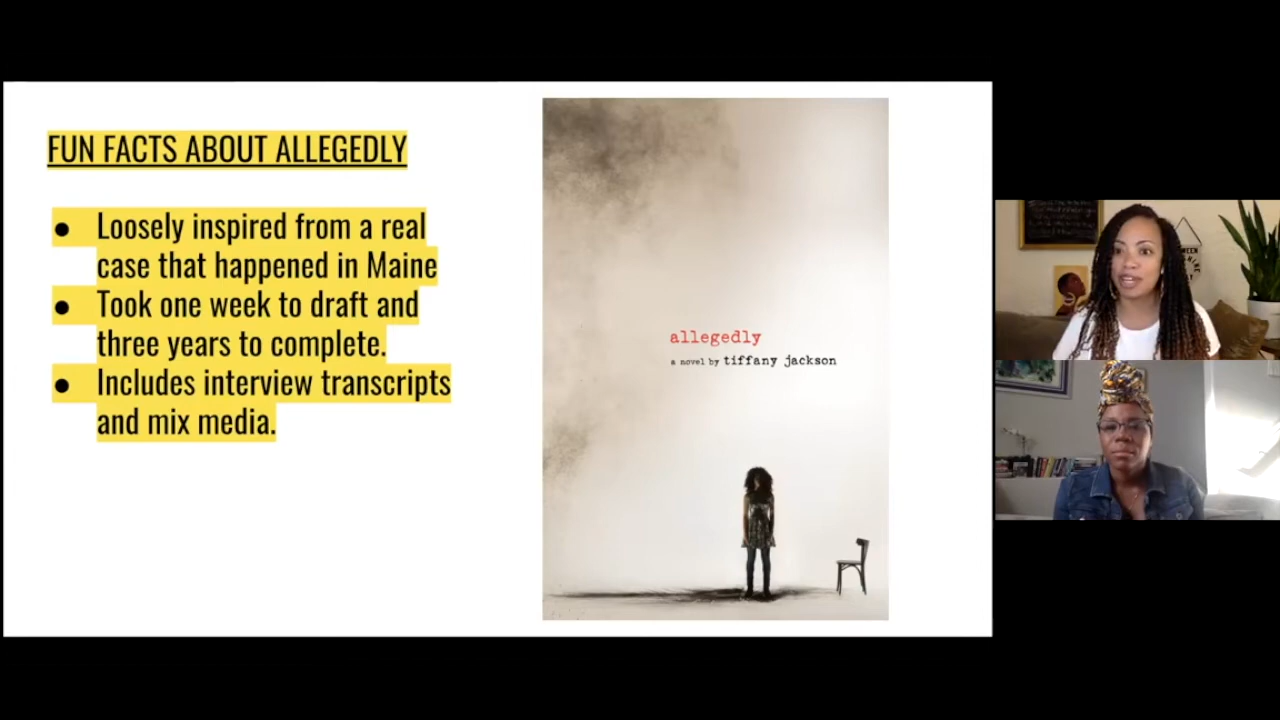 FUN FACTS ABOUT ALLEGEDLY
● Loosely inspired from a real
case that happened in Maine
● Took one week to draft and
three years to complete.
● Includes interview transcripts
and mix media.
allegedly
a novel by tiffany jackson